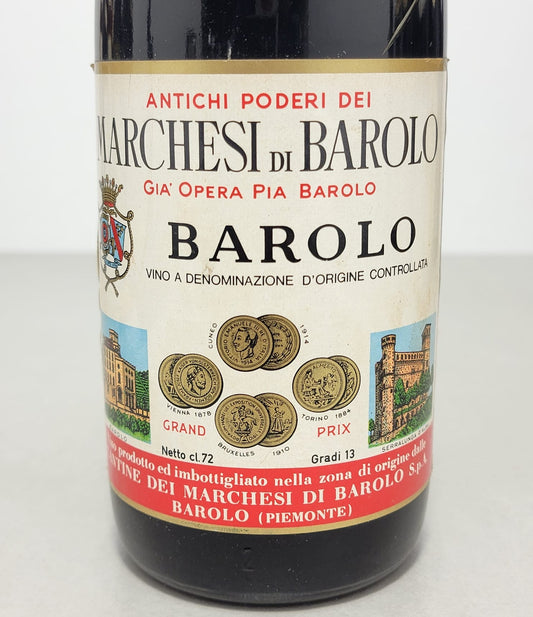 ANTICHI PODERI DEI
MARCHESI DI BAROLO
GIA' OPERA PIA BAROLO
BAROLO
VINO A DENOMINAZIONE D'ORIGINE CONTROLLATA
CUNEO 1914
VIENNA 1878
TORINO 1884
BRUXELLES 1910
GRAND PRIX
SERRALUNGA
Netto cl. 72 Gradi 13
prodotto ed imbottigliato nella zona di origine dalle
CANTINE DEI MARCHESI DI BAROLO S.p.A.
BAROLO (PIEMONTE)